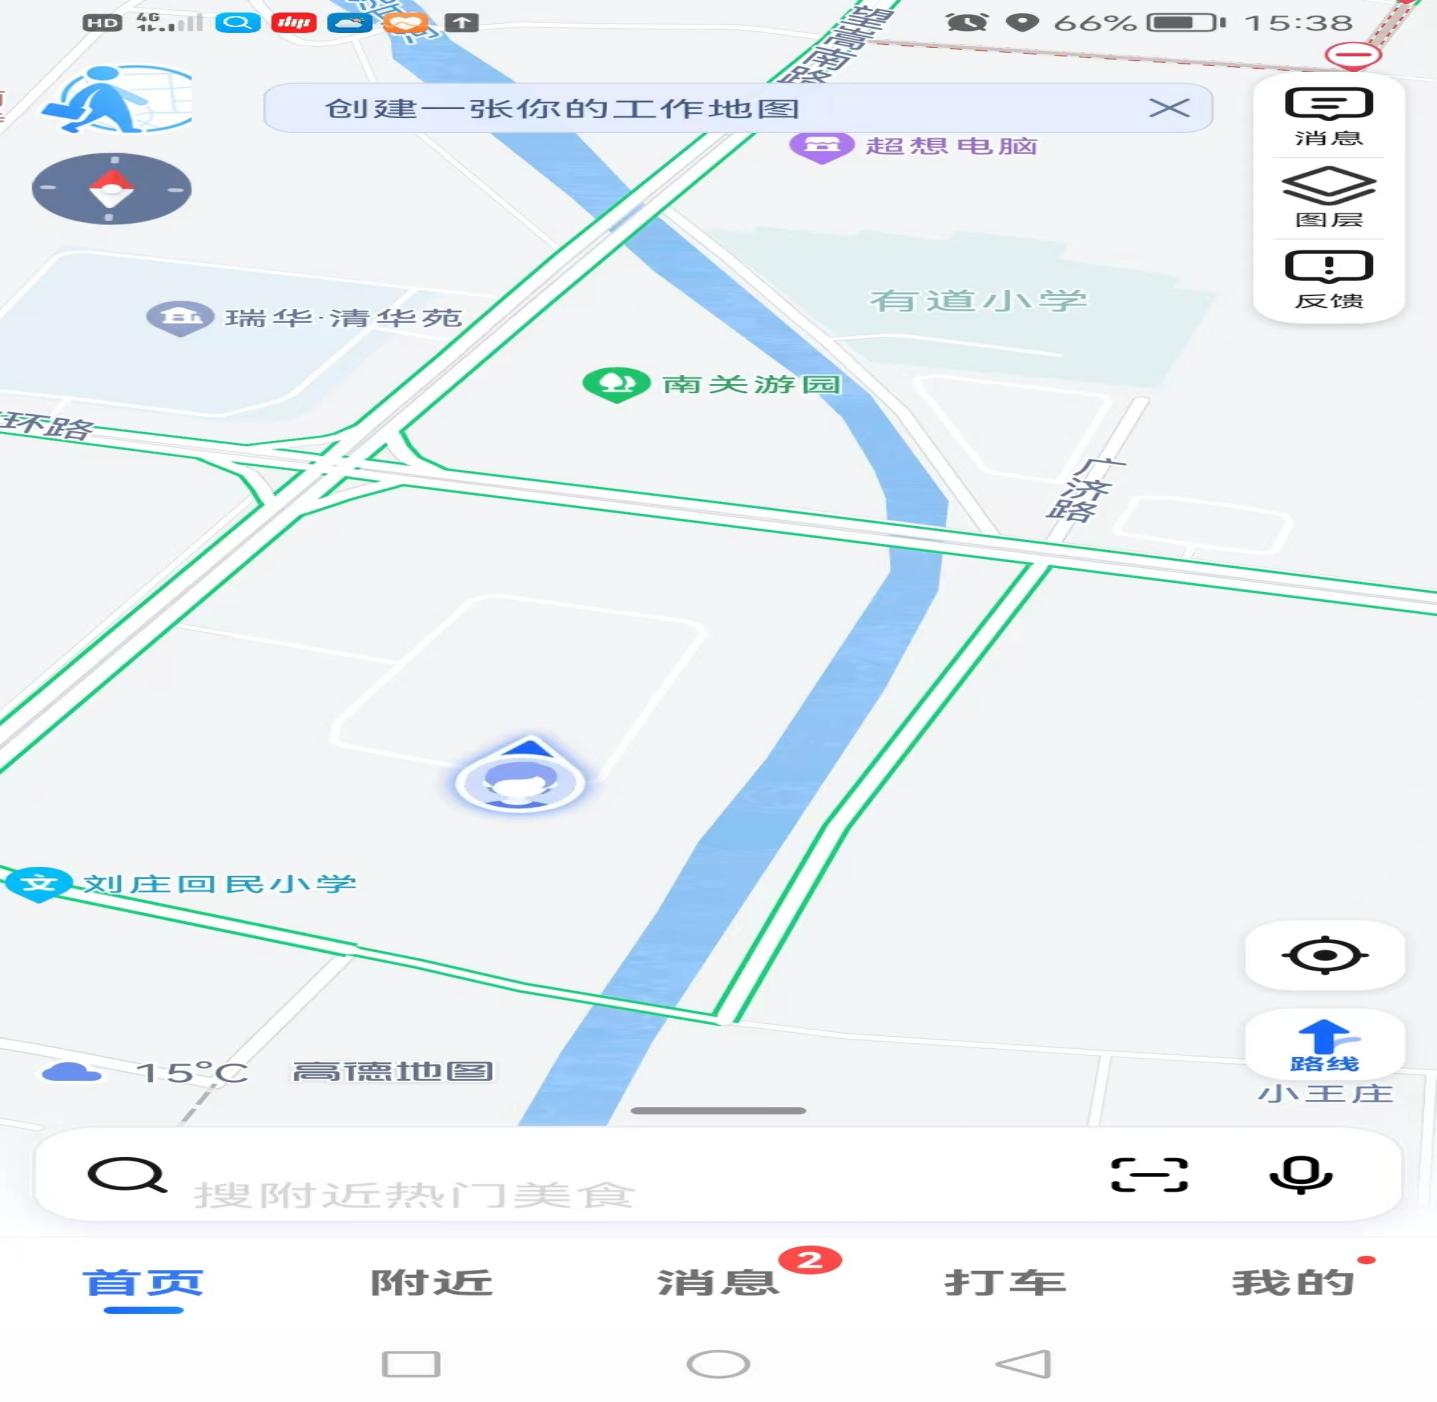 HD 4G 66% 15:38
望嵩南路
创建一张你的工作地图
消息
超想电脑
图层
有道小学
反馈
瑞华·清华苑
南关游园
环路
广济路
文 刘庄回民小学
路线
15°C 高德地图
小王庄
搜附近热门美食
首页 附近 消息 2 打车 我的